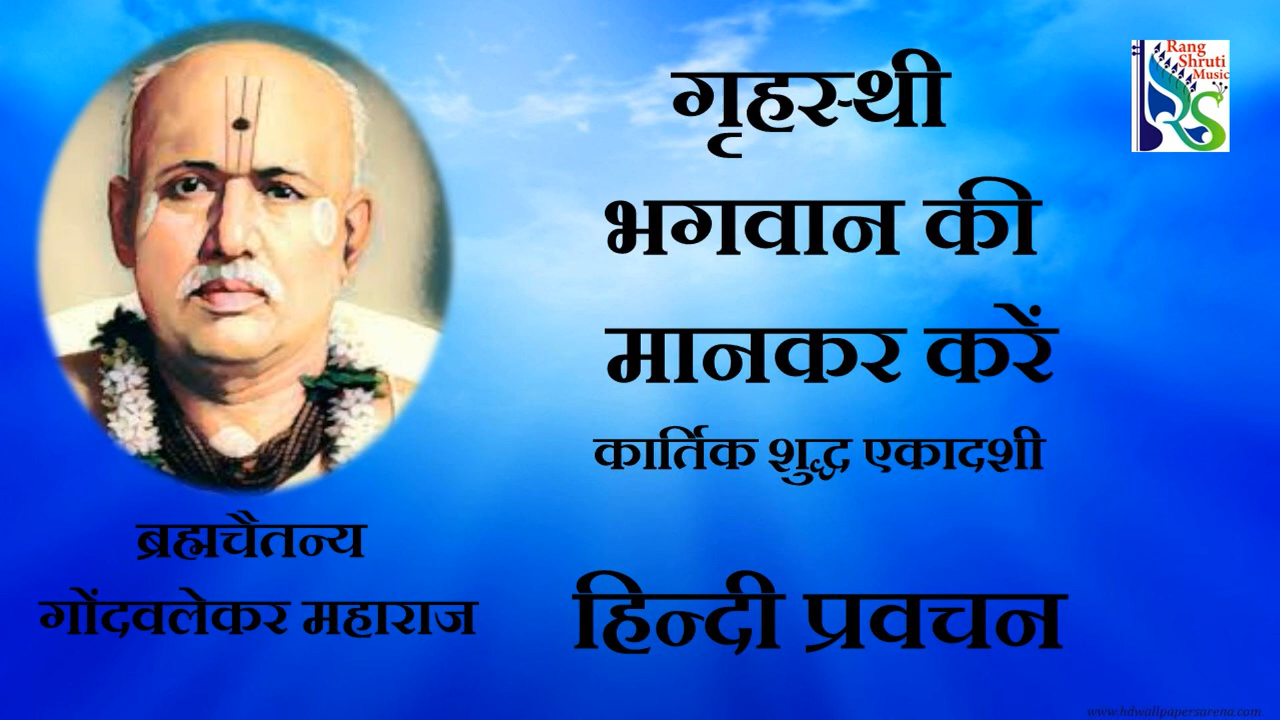 गृहस्थी
भगवान की
मानकर करें
कार्तिक शुद्ध एकादशी
हिन्दी प्रवचन
ब्रह्मचैतन्य
गोंदवलेकर महाराज
Rang
Shruti
Music
RS
www.hdwallpapersarena.com